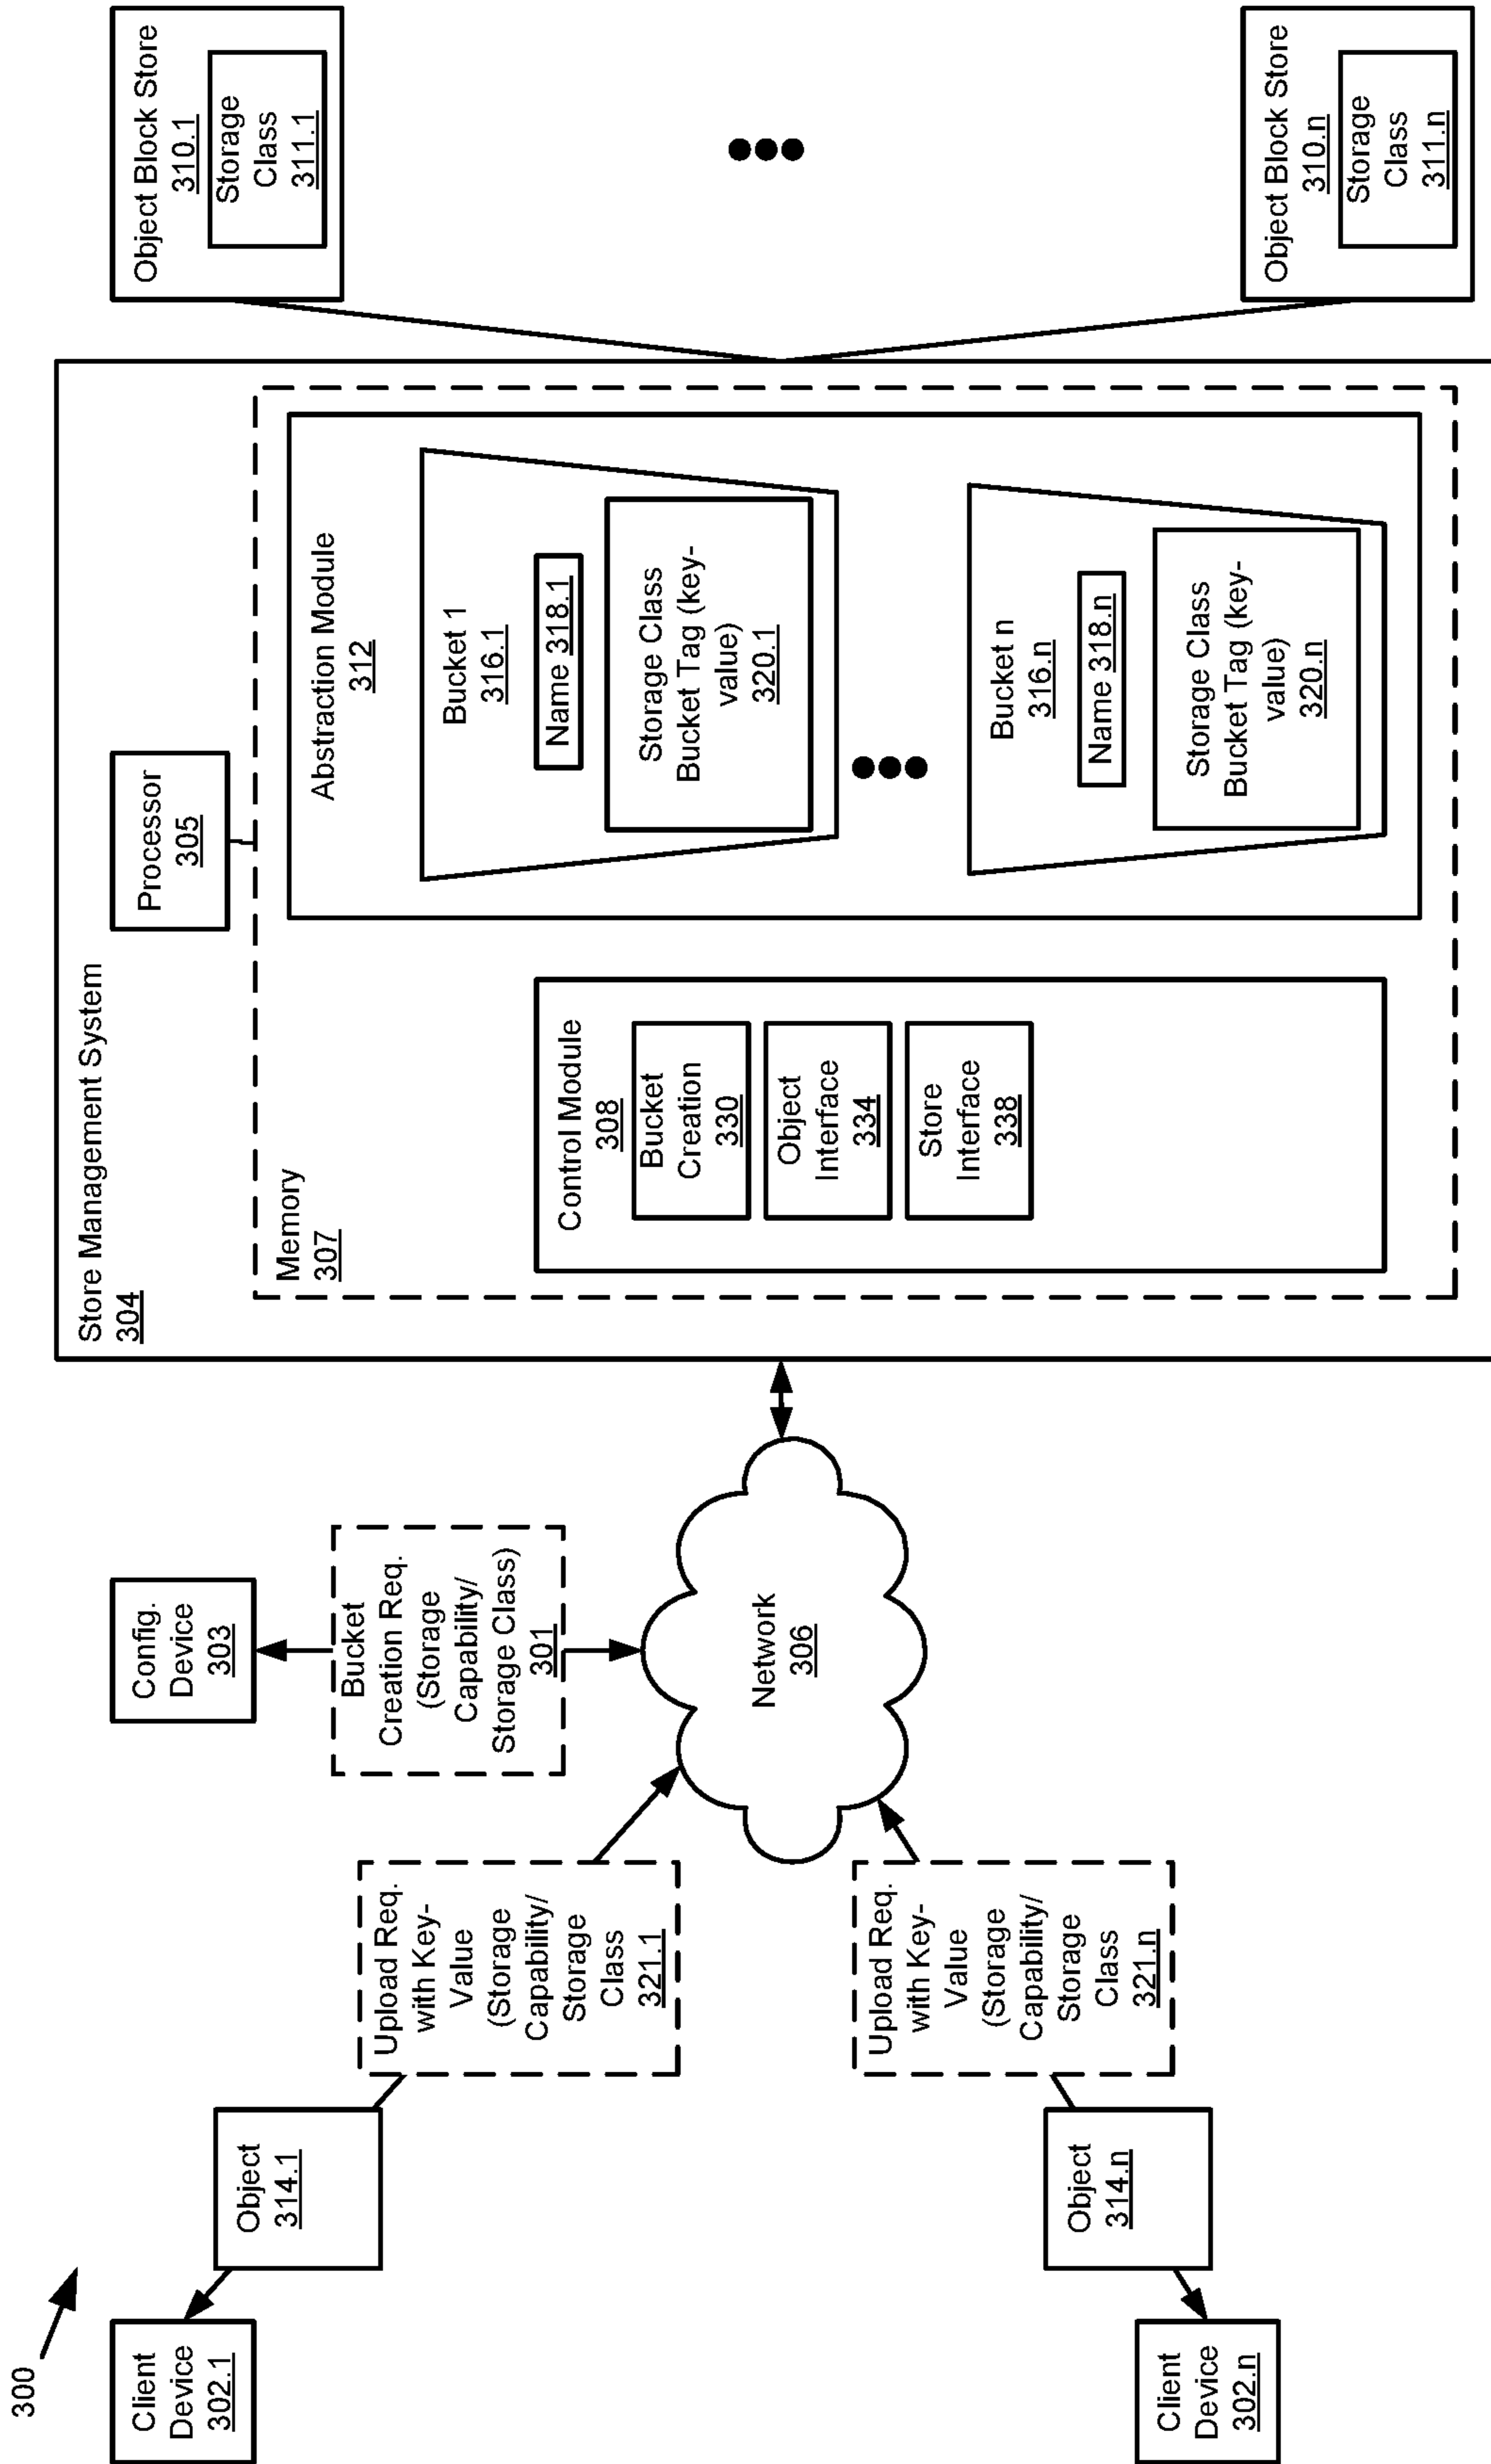 300
Client
Device
302.1
Object
314.1
Upload Req.
with Key-
Value
(Storage
Capability/
Storage
Class
321.1
Config.
Device
303
Bucket
Creation Req.
(Storage
Capability/
Storage Class)
301
Network
306
Client
Device
302.n
Object
314.n
Upload Req.
with Key-
Value
(Storage
Capability/
Storage
Class
321.n
Store Management System
304
Processor
305
Memory
307
Control Module
308
Bucket
Creation
330
Object
Interface
334
Store
Interface
338
Abstraction Module
312
Bucket 1
316.1
Name 318.1
Storage Class
Bucket Tag (key-
value)
320.1
Bucket n
316.n
Name 318.n
Storage Class
Bucket Tag (key-
value)
320.n
Object Block Store
310.1
Storage
Class
311.1
Object Block Store
310.n
Storage
Class
311.n